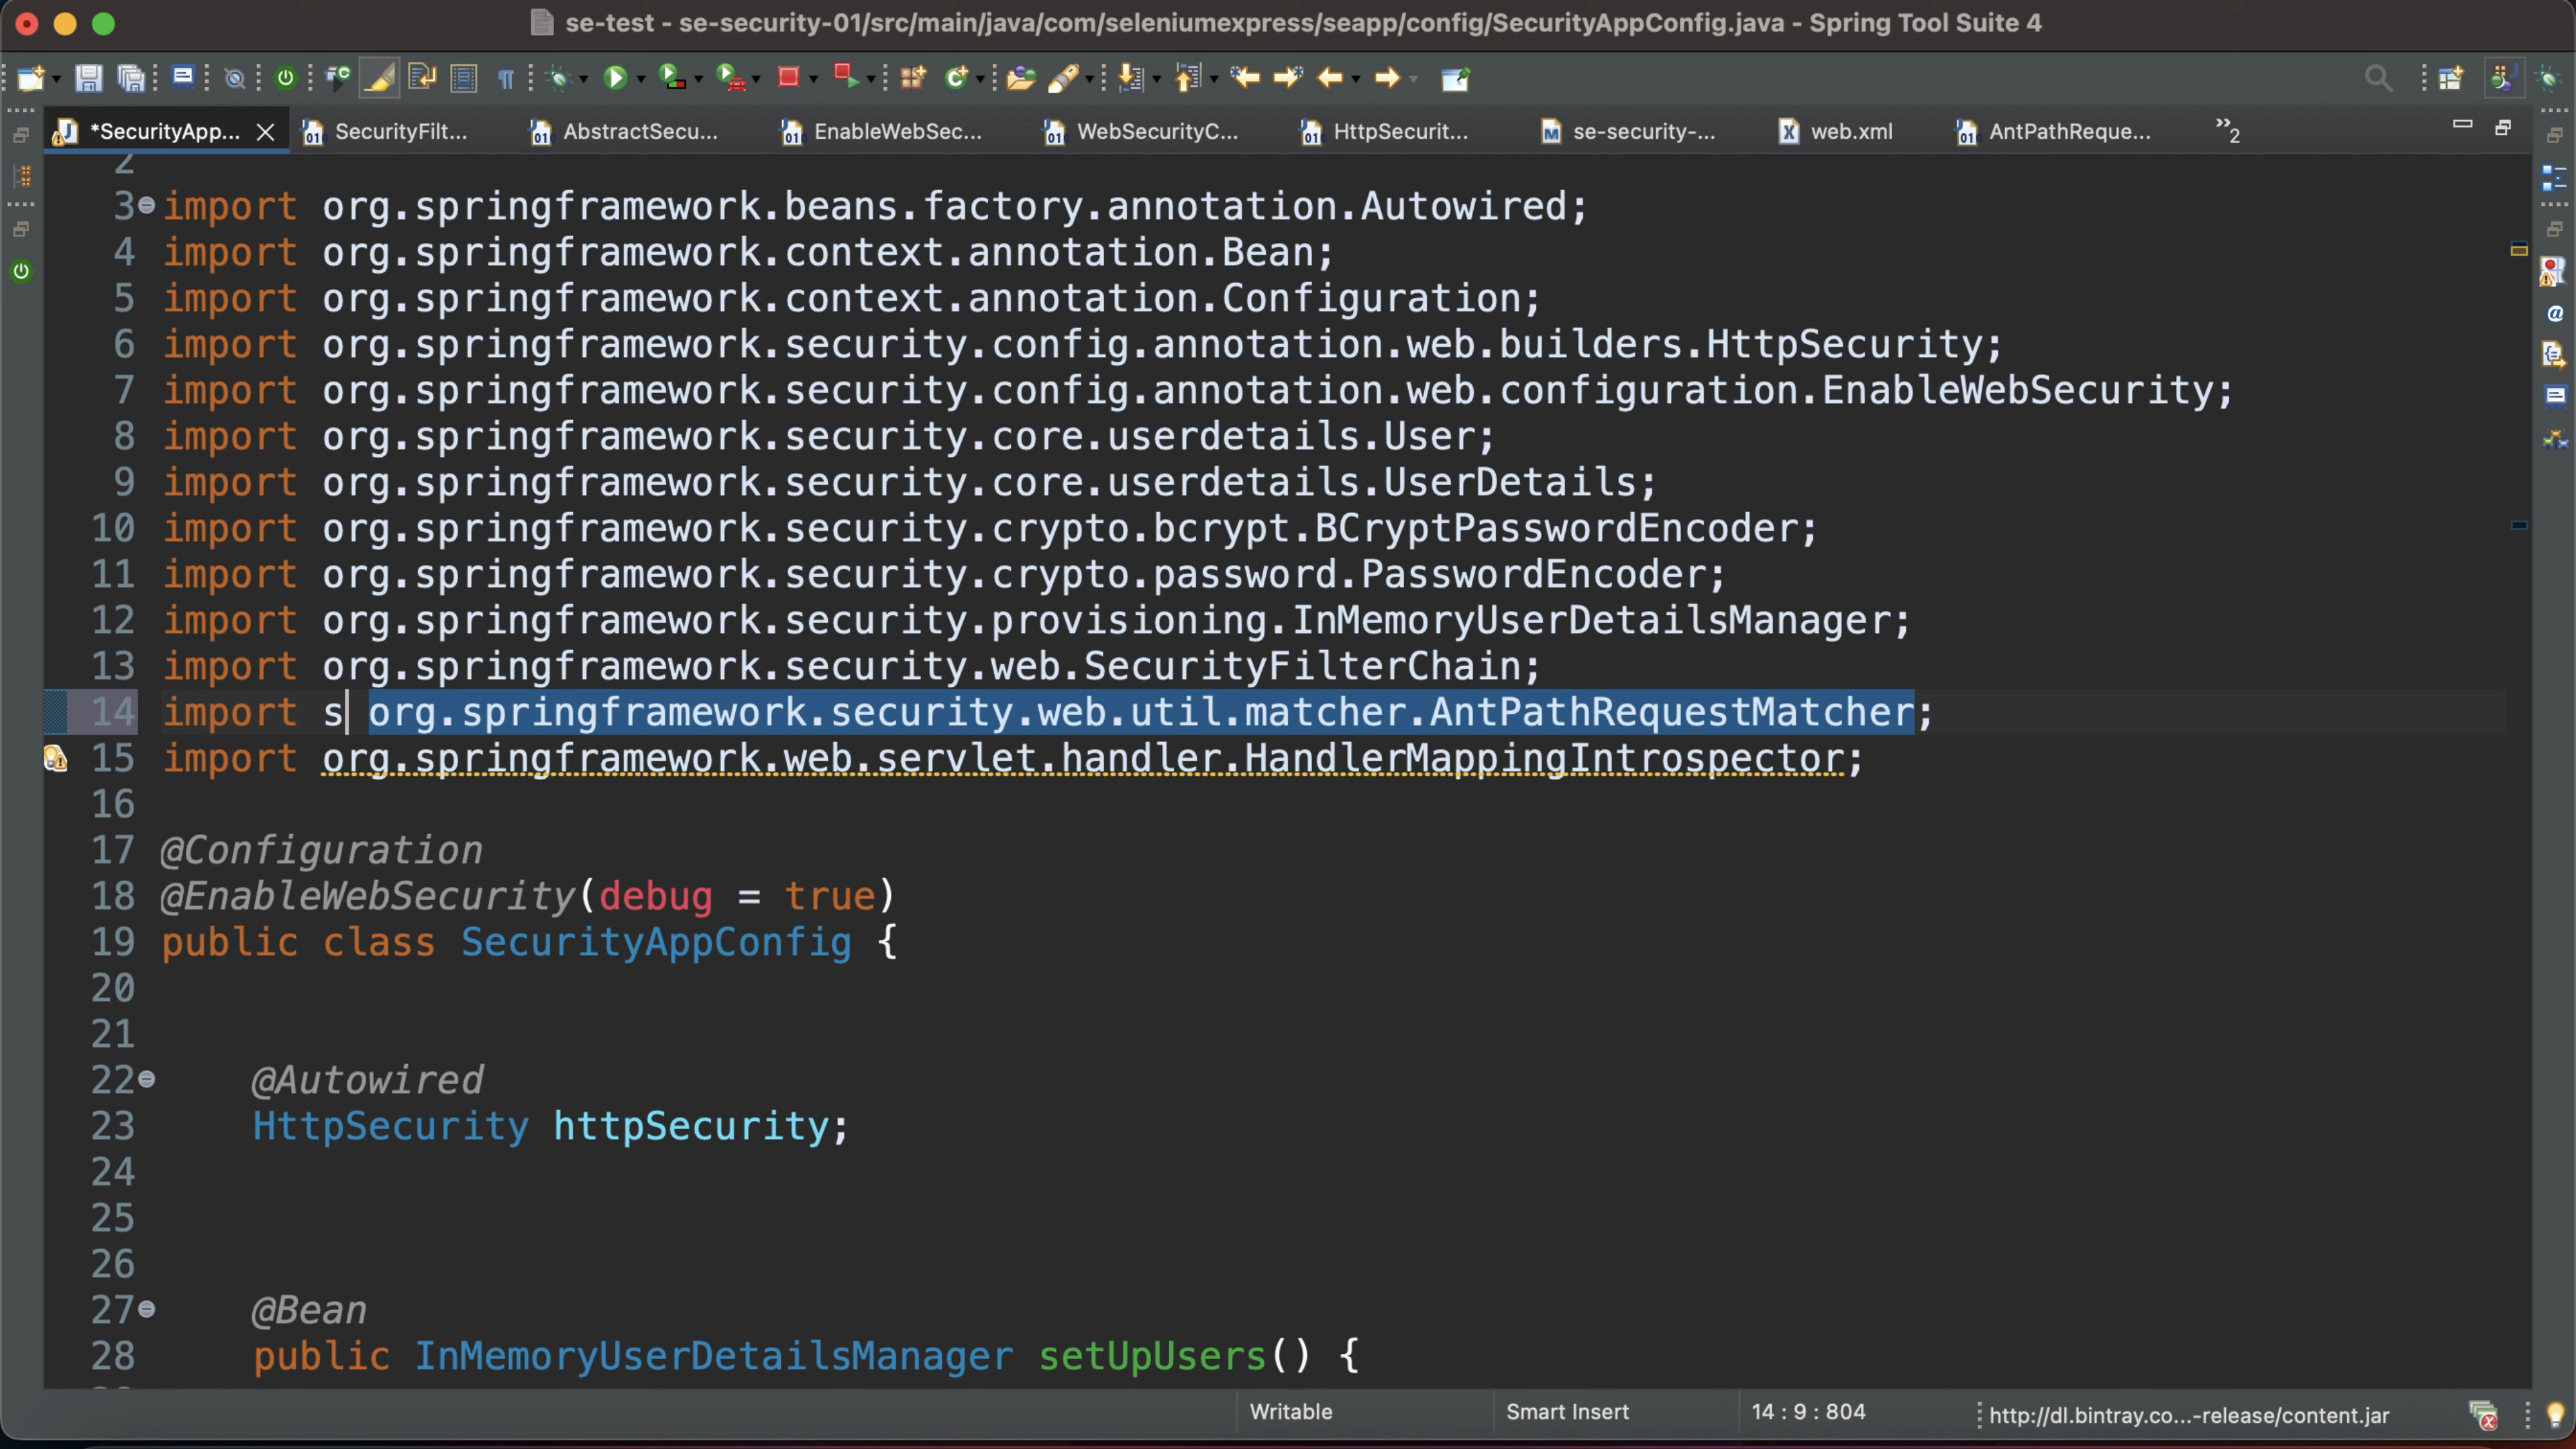 se-test - se-security-01/src/main/java/com/seleniumexpress/seapp/config/SecurityAppConfig.java - Spring Tool Suite 4
*SecurityApp... SecurityFilt... AbstractSecu... EnableWebSec... WebSecurityC... HttpSecurit... se-security-... web.xml AntPathReque... »2
2
3 import org.springframework.beans.factory.annotation.Autowired;
4 import org.springframework.context.annotation.Bean;
5 import org.springframework.context.annotation.Configuration;
6 import org.springframework.security.config.annotation.web.builders.HttpSecurity;
7 import org.springframework.security.config.annotation.web.configuration.EnableWebSecurity;
8 import org.springframework.security.core.userdetails.User;
9 import org.springframework.security.core.userdetails.UserDetails;
10 import org.springframework.security.crypto.bcrypt.BCryptPasswordEncoder;
11 import org.springframework.security.crypto.password.PasswordEncoder;
12 import org.springframework.security.provisioning.InMemoryUserDetailsManager;
13 import org.springframework.security.web.SecurityFilterChain;
14 import s org.springframework.security.web.util.matcher.AntPathRequestMatcher;
15 import org.springframework.web.servlet.handler.HandlerMappingIntrospector;
16
17 @Configuration
18 @EnableWebSecurity(debug = true)
19 public class SecurityAppConfig {
20
21
22 @Autowired
23 HttpSecurity httpSecurity;
24
25
26
27 @Bean
28 public InMemoryUserDetailsManager setUpUsers() {
Writable Smart Insert 14 : 9 : 804 http://dl.bintray.co...-release/content.jar